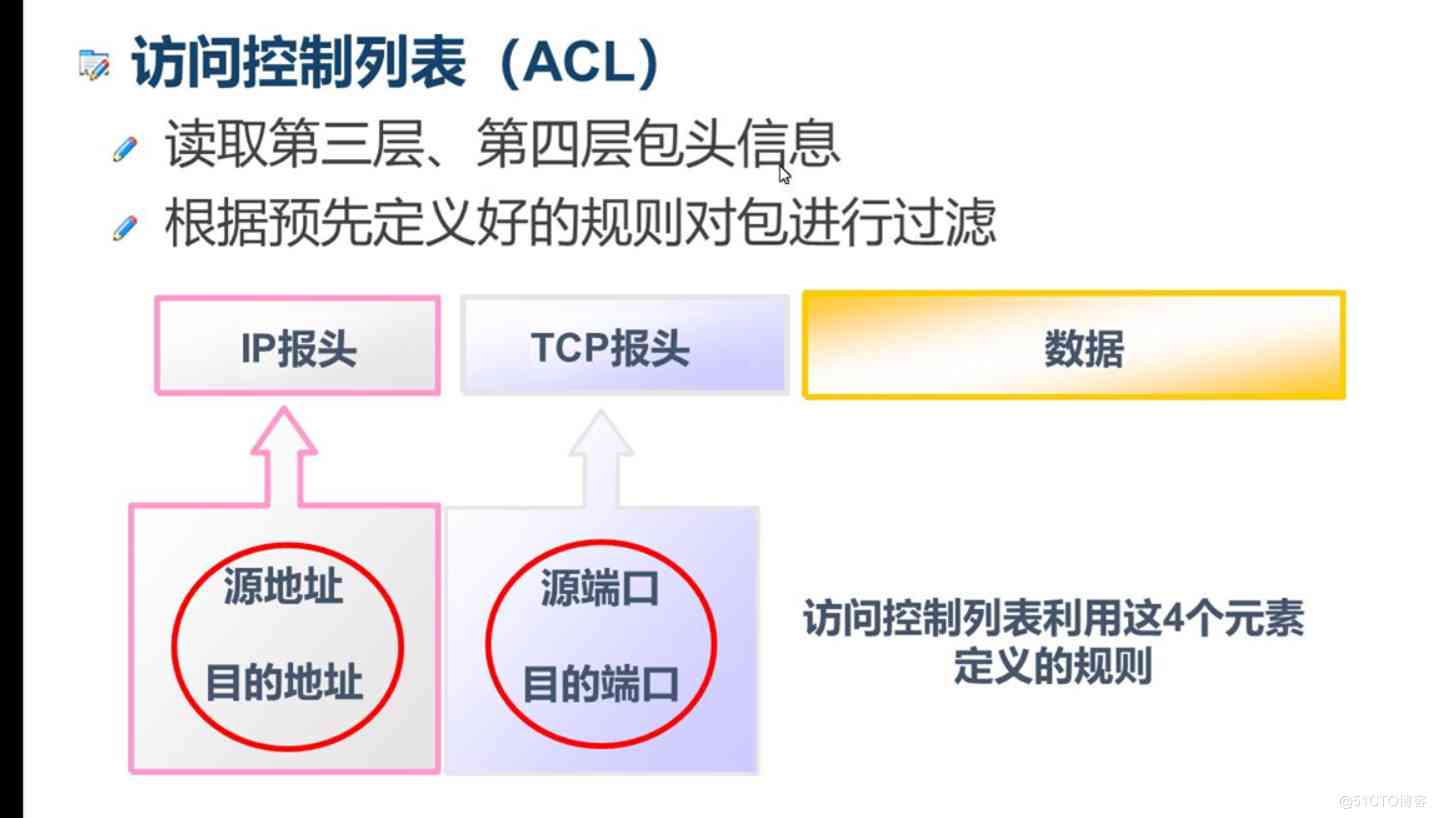 访问控制列表（ACL）
读取第三层、第四层包头信息
根据预先定义好的规则对包进行过滤
IP报头
TCP报头
数据
源地址
目的地址
源端口
目的端口
访问控制列表利用这4个元素
定义的规则
@51CTO博客